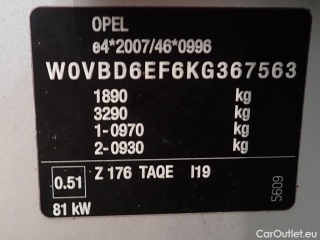 OPEL
e4*2007/46*0996
W0VBD6EF6KG367563
1890 kg
3290 kg
1-0970 kg
2-0930 kg
0.51 Z 176 TAQE I19
81 kW
5609
CarOutlet.eu